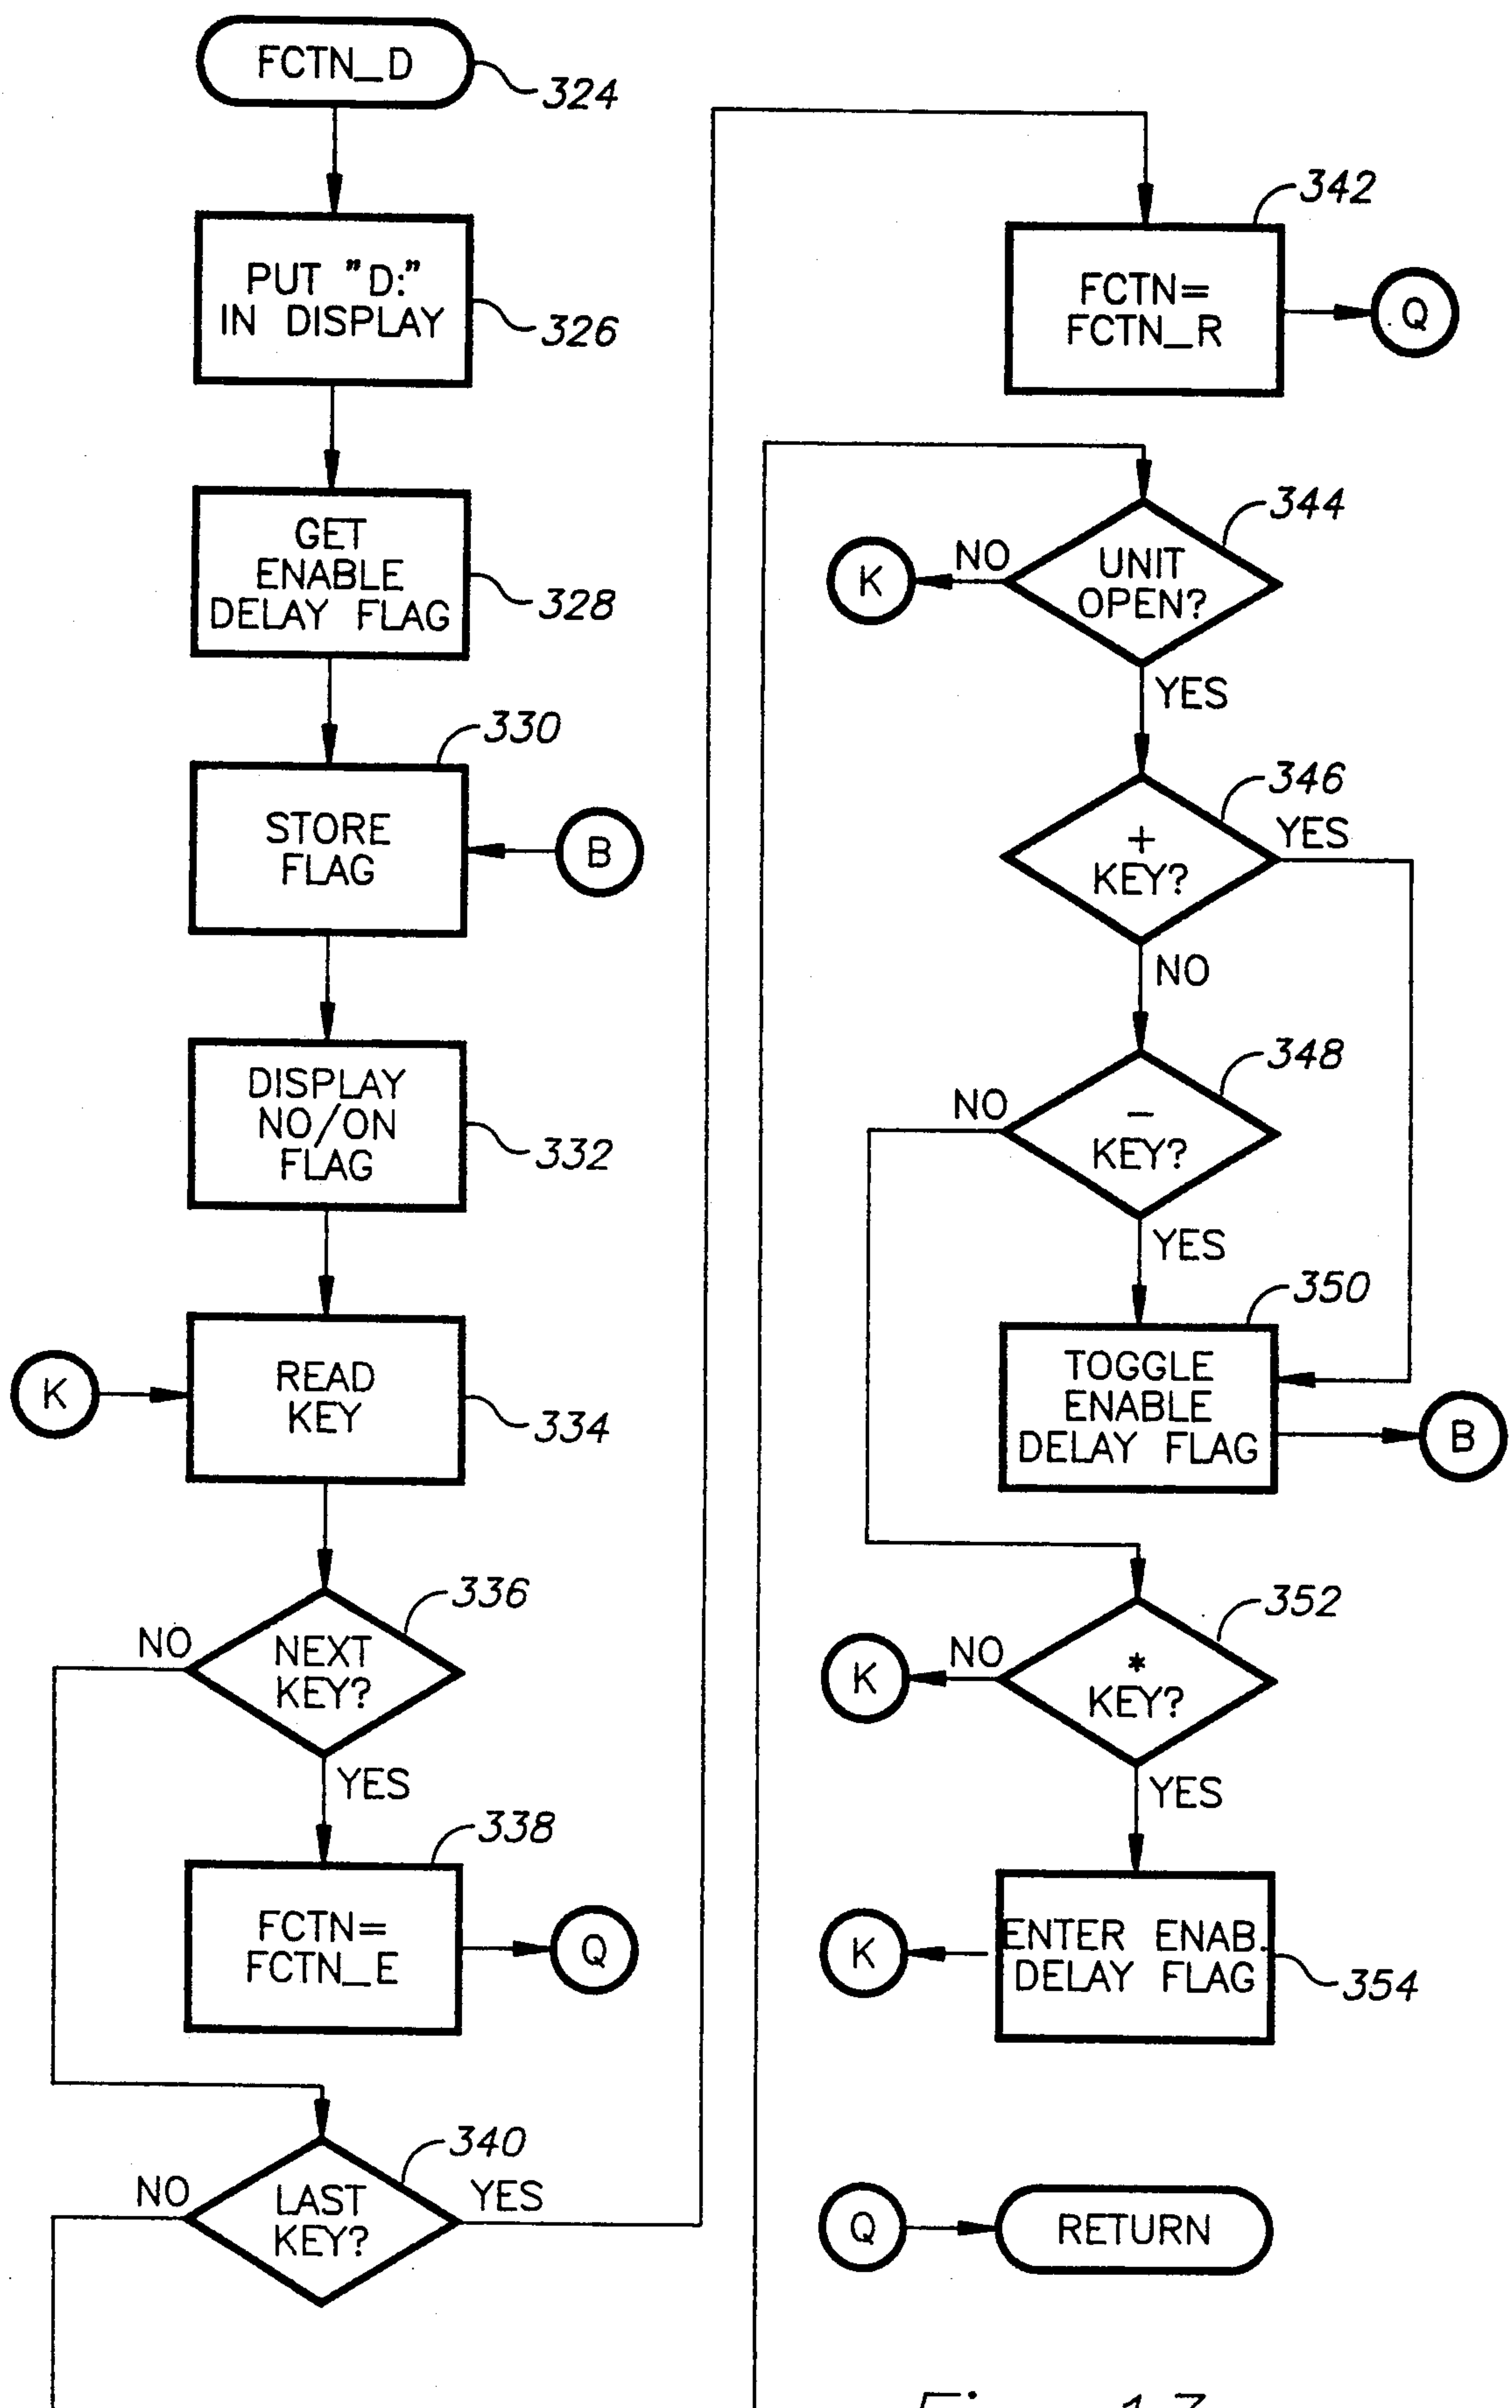 FCTN_D
324
PUT "D:"
IN DISPLAY
326
GET
ENABLE
DELAY FLAG
328
330
STORE
FLAG
B
DISPLAY
NO/ON
FLAG
332
K
READ
KEY
334
336
NO
NEXT
KEY?
YES
338
FCTN=
FCTN_E
Q
340
NO
LAST
KEY?
YES
342
FCTN=
FCTN_R
Q
344
K
NO
UNIT
OPEN?
YES
346
+
KEY?
YES
NO
348
NO
−
KEY?
YES
350
TOGGLE
ENABLE
DELAY FLAG
B
352
K
NO
*
KEY?
YES
K
ENTER ENAB.
DELAY FLAG
354
Q
RETURN